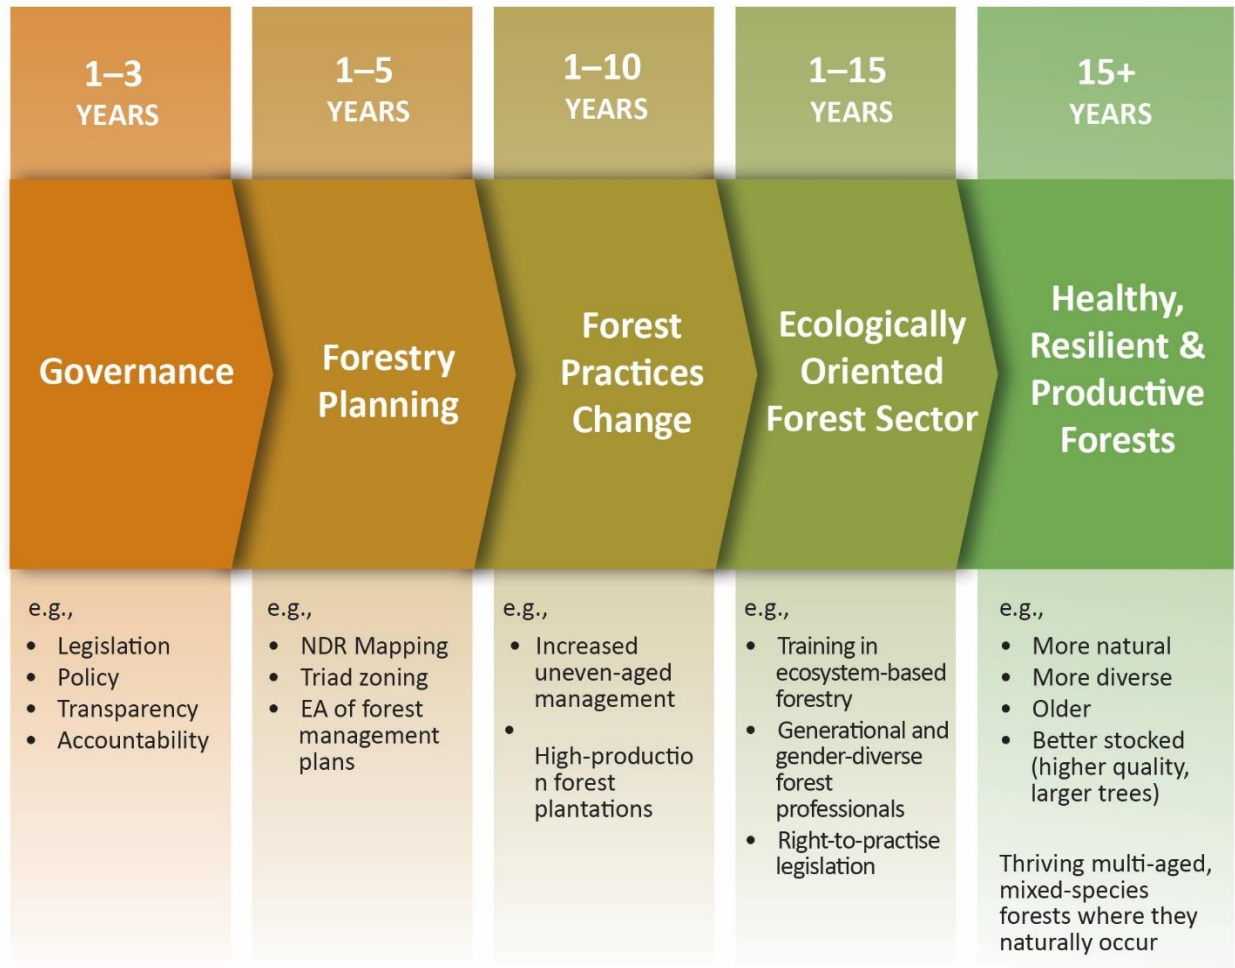 1–3
YEARS
1–5
YEARS
1–10
YEARS
1–15
YEARS
15+
YEARS
Governance
Forestry
Planning
Forest
Practices
Change
Ecologically
Oriented
Forest Sector
Healthy,
Resilient &
Productive
Forests
e.g.,
• Legislation
• Policy
• Transparency
• Accountability
e.g.,
• NDR Mapping
• Triad zoning
• EA of forest
management
plans
e.g.,
• Increased
uneven-aged
management
•
High-productio
n forest
plantations
e.g.,
• Training in
ecosystem-based
forestry
• Generational and
gender-diverse
forest
professionals
• Right-to-practise
legislation
e.g.,
• More natural
• More diverse
• Older
• Better stocked
(higher quality,
larger trees)
Thriving multi-aged,
mixed-species
forests where they
naturally occur